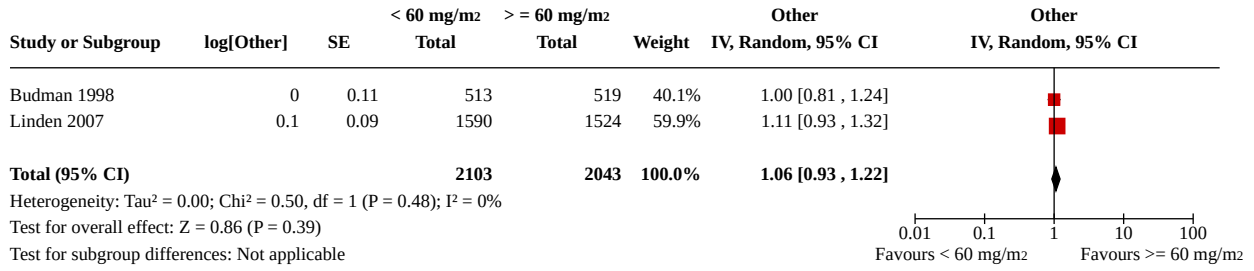 < 60 mg/m2 > = 60 mg/m2 Other Other
Study or Subgroup log[Other] SE Total Total Weight IV, Random, 95% CI IV, Random, 95% CI
Budman 1998 0 0.11 513 519 40.1% 1.00 [0.81 , 1.24]
Linden 2007 0.1 0.09 1590 1524 59.9% 1.11 [0.93 , 1.32]
Total (95% CI) 2103 2043 100.0% 1.06 [0.93 , 1.22]
Heterogeneity: Tau² = 0.00; Chi² = 0.50, df = 1 (P = 0.48); I² = 0%
Test for overall effect: Z = 0.86 (P = 0.39) 0.01 0.1 1 10 100
Test for subgroup differences: Not applicable Favours < 60 mg/m2 Favours >= 60 mg/m2